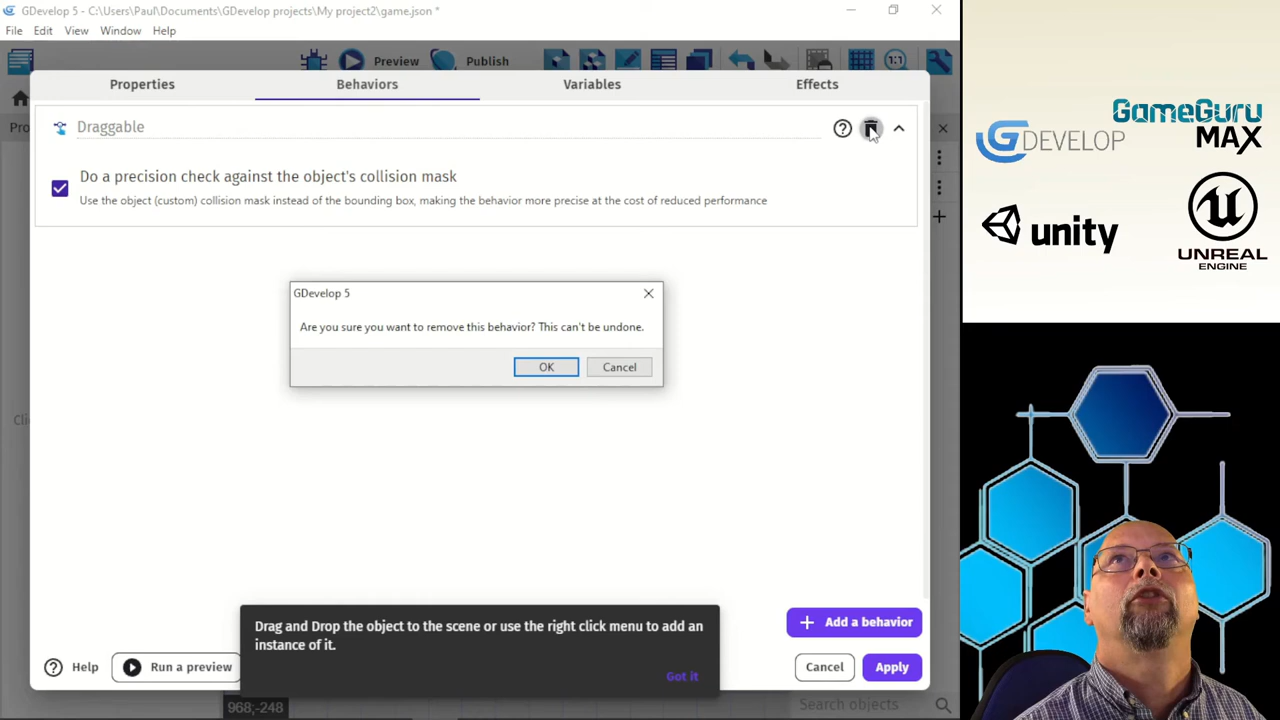 GDevelop 5 - C:\Users\Paul\Documents\GDevelop projects\My project2\game.json *
File Edit View Window Help
Preview
Publish
1:1
Properties
Behaviors
Variables
Effects
Draggable
Do a precision check against the object's collision mask
Use the object (custom) collision mask instead of the bounding box, making the behavior more precise at the cost of reduced performance
GDevelop 5
Are you sure you want to remove this behavior? This can't be undone.
OK
Cancel
Drag and Drop the object to the scene or use the right click menu to add an
instance of it.
Got it
Add a behavior
Help
Run a preview
Cancel
Apply
968;-248
Search objects
GameGuru
MAX
GDEVELOP
unity
UNREAL
ENGINE